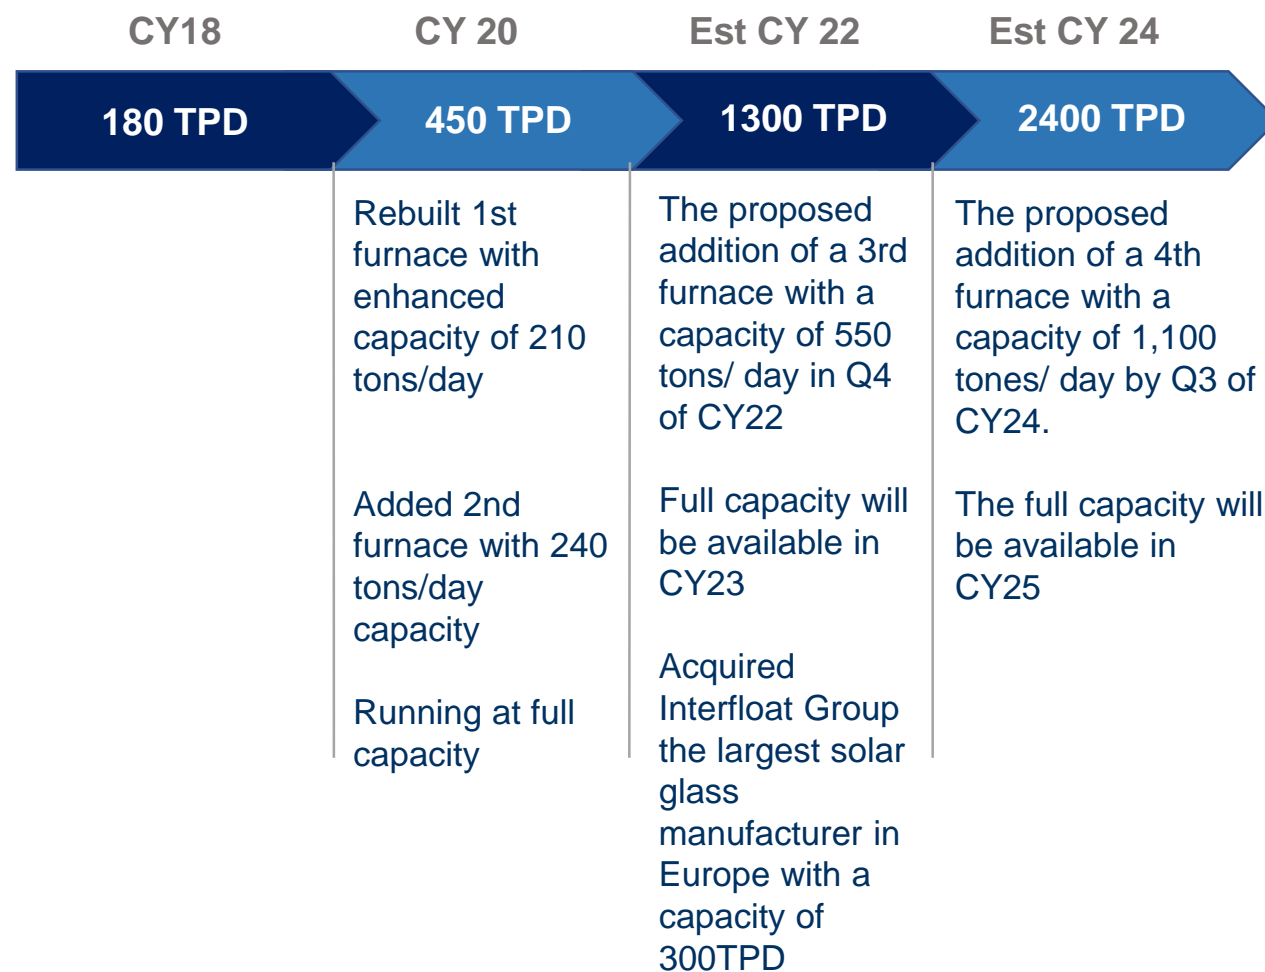 CY18
CY 20
Est CY 22
Est CY 24
180 TPD
450 TPD
1300 TPD
2400 TPD
Rebuilt 1st
furnace with
enhanced
capacity of 210
tons/day
Added 2nd
furnace with 240
tons/day
capacity
Running at full
capacity
The proposed
addition of a 3rd
furnace with a
capacity of 550
tons/ day in Q4
of CY22
Full capacity will
be available in
CY23
Acquired
Interfloat Group
the largest solar
glass
manufacturer in
Europe with a
capacity of
300TPD
The proposed
addition of a 4th
furnace with a
capacity of 1,100
tones/ day by Q3 of
CY24.
The full capacity will
be available in
CY25